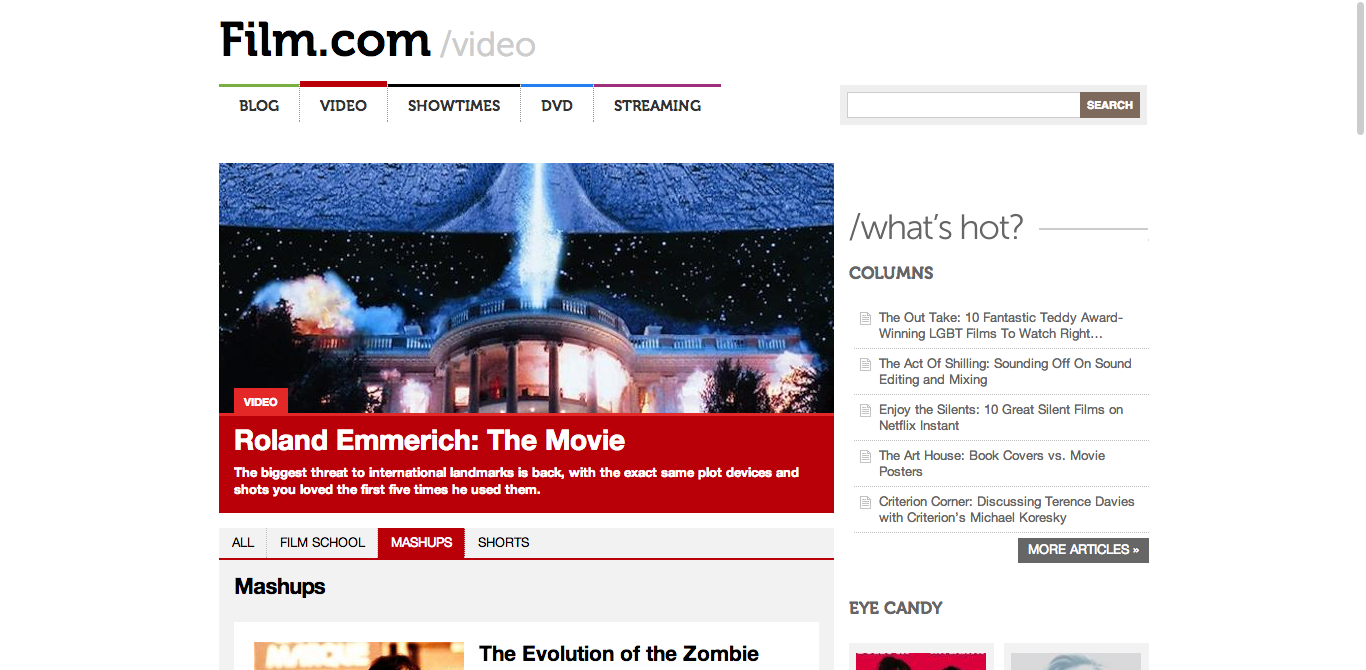 Film.com /video
BLOG
VIDEO
SHOWTIMES
DVD
STREAMING
SEARCH
VIDEO
Roland Emmerich: The Movie
The biggest threat to international landmarks is back, with the exact same plot devices and
shots you loved the first five times he used them.
ALL
FILM SCHOOL
MASHUPS
SHORTS
Mashups
The Evolution of the Zombie
/what's hot?
COLUMNS
The Out Take: 10 Fantastic Teddy Award-
Winning LGBT Films To Watch Right...
The Act Of Shilling: Sounding Off On Sound
Editing and Mixing
Enjoy the Silents: 10 Great Silent Films on
Netflix Instant
The Art House: Book Covers vs. Movie
Posters
Criterion Corner: Discussing Terence Davies
with Criterion's Michael Koresky
MORE ARTICLES »
EYE CANDY